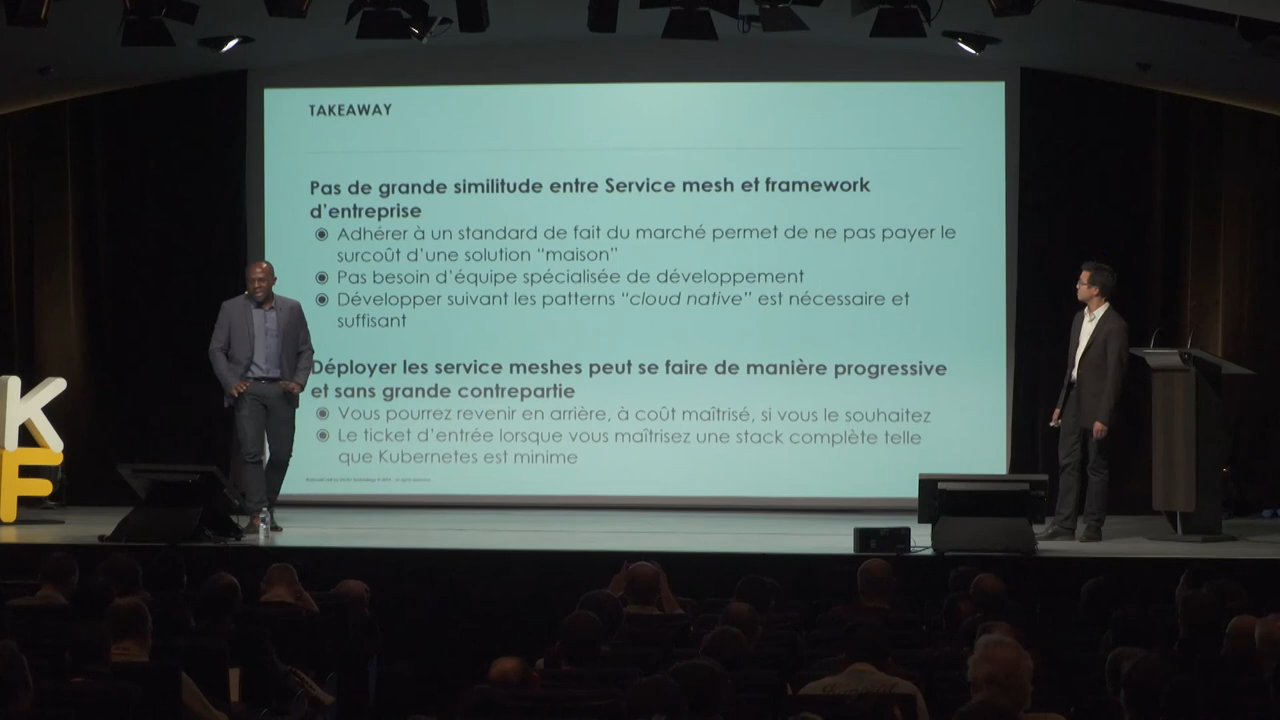 TAKEAWAY
Pas de grande similitude entre Service mesh et framework
d'entreprise
Adhérer à un standard de fait du marché permet de ne pas payer le
surcoût d'une solution “maison”
Pas besoin d'équipe spécialisée de développement
Développer suivant les patterns “cloud native” est nécessaire et
suffisant
Déployer les service meshes peut se faire de manière progressive
et sans grande contrepartie
Vous pourrez revenir en arrière, à coût maîtrisé, si vous le souhaitez
Le ticket d'entrée lorsque vous maîtrisez une stack complète telle
que Kubernetes est minime
K
F